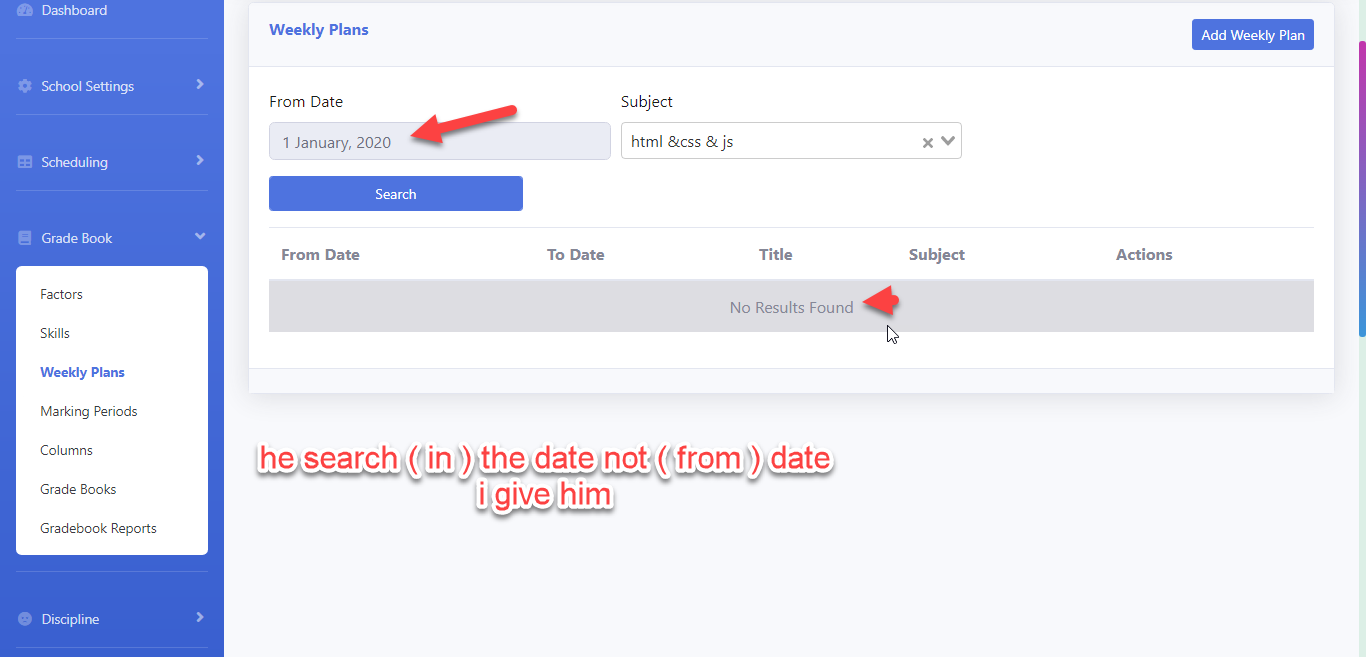 Dashboard
School Settings
Scheduling
Grade Book
Factors
Skills
Weekly Plans
Marking Periods
Columns
Grade Books
Gradebook Reports
Discipline
Weekly Plans
Add Weekly Plan
From Date
Subject
1 January, 2020
html &css & js
Search
From Date To Date Title Subject Actions
No Results Found
he search ( in ) the date not ( from ) date
i give him